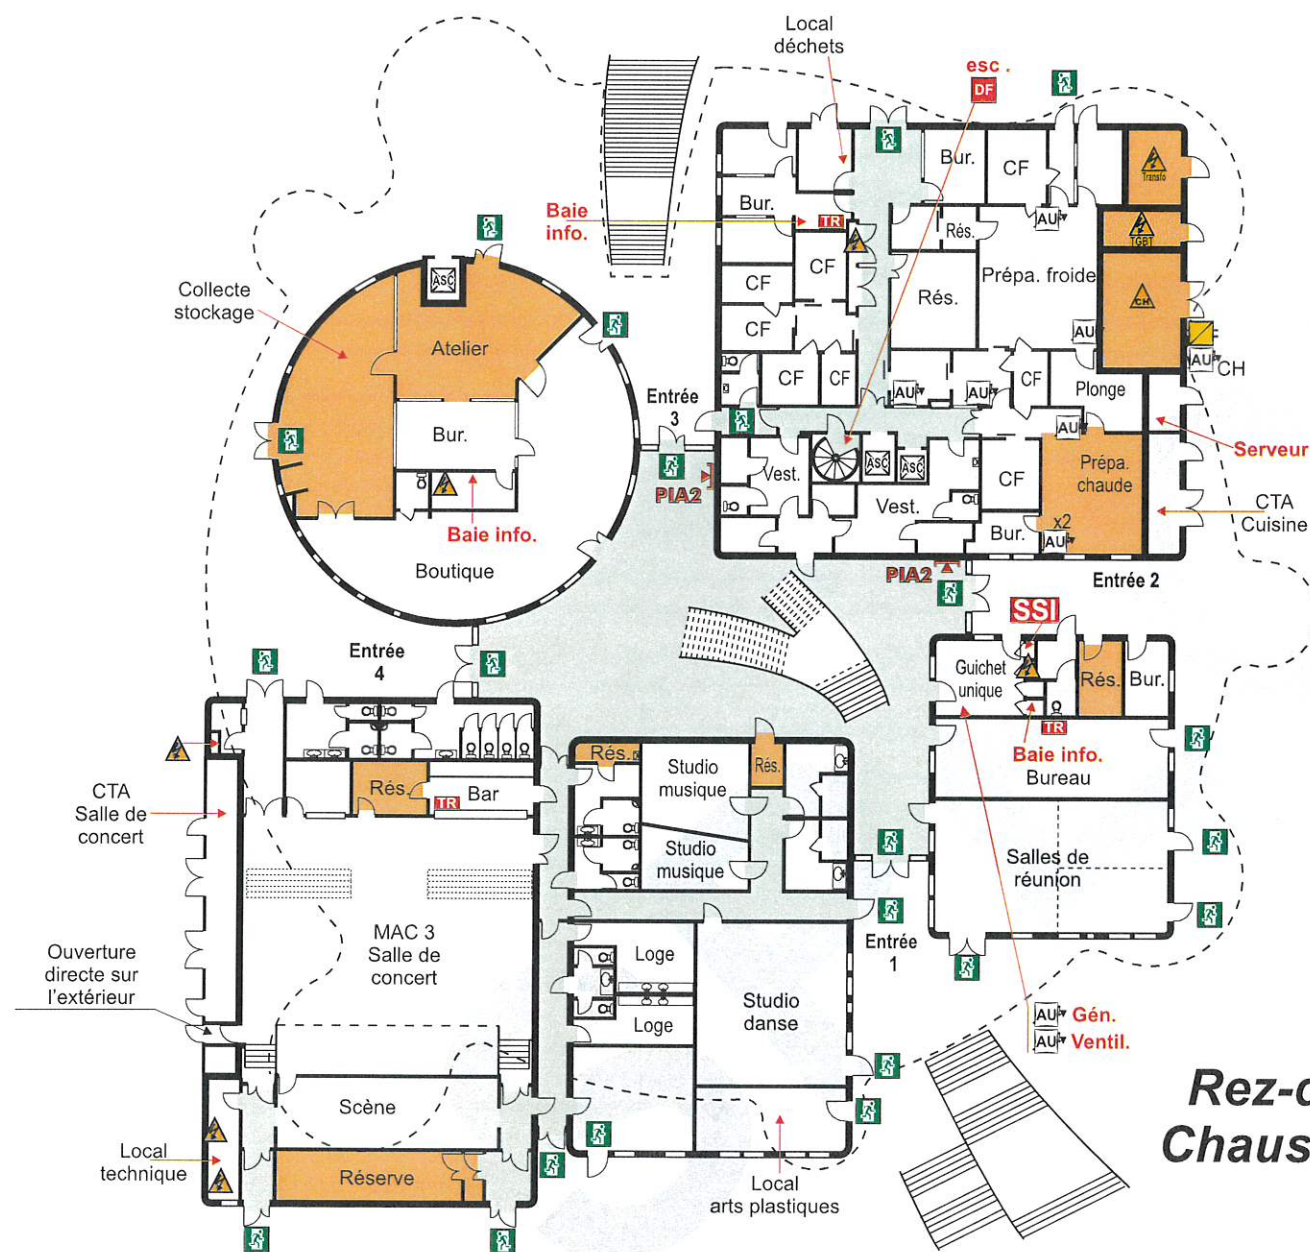 Local
déchets
esc .
DF
Bur.
CF
Transfo
AU
TGBT
Baie
info.
Bur.
TR
Rés.
Prépa. froide
CF
CF
Rés.
CH
AU
AU
CH
CF
CF
CF
AU
AU
CF
Plonge
AU
Serveur
Collecte
stockage
ASC
Atelier
Bur.
Baie info.
Boutique
Entrée
3
PIA2
Vest.
ASC
ASC
Vest.
CF
Prépa.
chaude
x2
AU
Bur.
CTA
Cuisine
PIA2
Entrée 2
SSI
Guichet
unique
Rés.
Bur.
TR
Baie info.
Bureau
Salles de
réunion
Entrée
4
CTA
Salle de
concert
Rés.
TR
Bar
Rés.
Studio
musique
Rés.
Studio
musique
MAC 3
Salle de
concert
Ouverture
directe sur
l'extérieur
Loge
Loge
Studio
danse
Entrée
1
AU
Gén.
AU
Ventil.
Scène
Réserve
Local
technique
Local
arts plastiques
Rez-d
Chaus